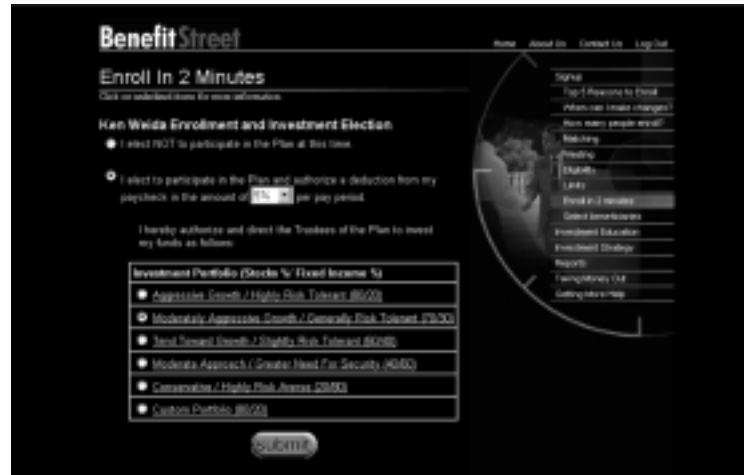 BenefitStreet
Home About Us Contact Us Log Out
Enroll In 2 Minutes
Click on underlined items for more information.
Ken Weida Enrollment and Investment Election
I elect NOT to participate in the Plan at this time.
I elect to participate in the Plan and authorize a deduction from my
paycheck in the amount of 5% per pay period.
I hereby authorize and direct the Trustees of the Plan to invest
my funds as follows:
Investment Portfolio (Stocks %/ Fixed Income %)
Aggressive Growth / Highly Risk Tolerant (80/20)
Moderately Aggressive Growth / Generally Risk Tolerant (70/30)
Tend Toward Growth / Slightly Risk Tolerant (60/40)
Moderate Approach / Greater Need For Security (40/60)
Conservative / Highly Risk Averse (20/80)
Custom Portfolio (80/20)
submit
Signup
Top 5 Reasons to Enroll
When can I make changes?
How many people enroll?
Matching
Vesting
Eligibility
Limits
Enroll in 2 minutes
Select beneficiaries
Investment Education
Investment Strategy
Reports
Taking Money Out
Getting More Help